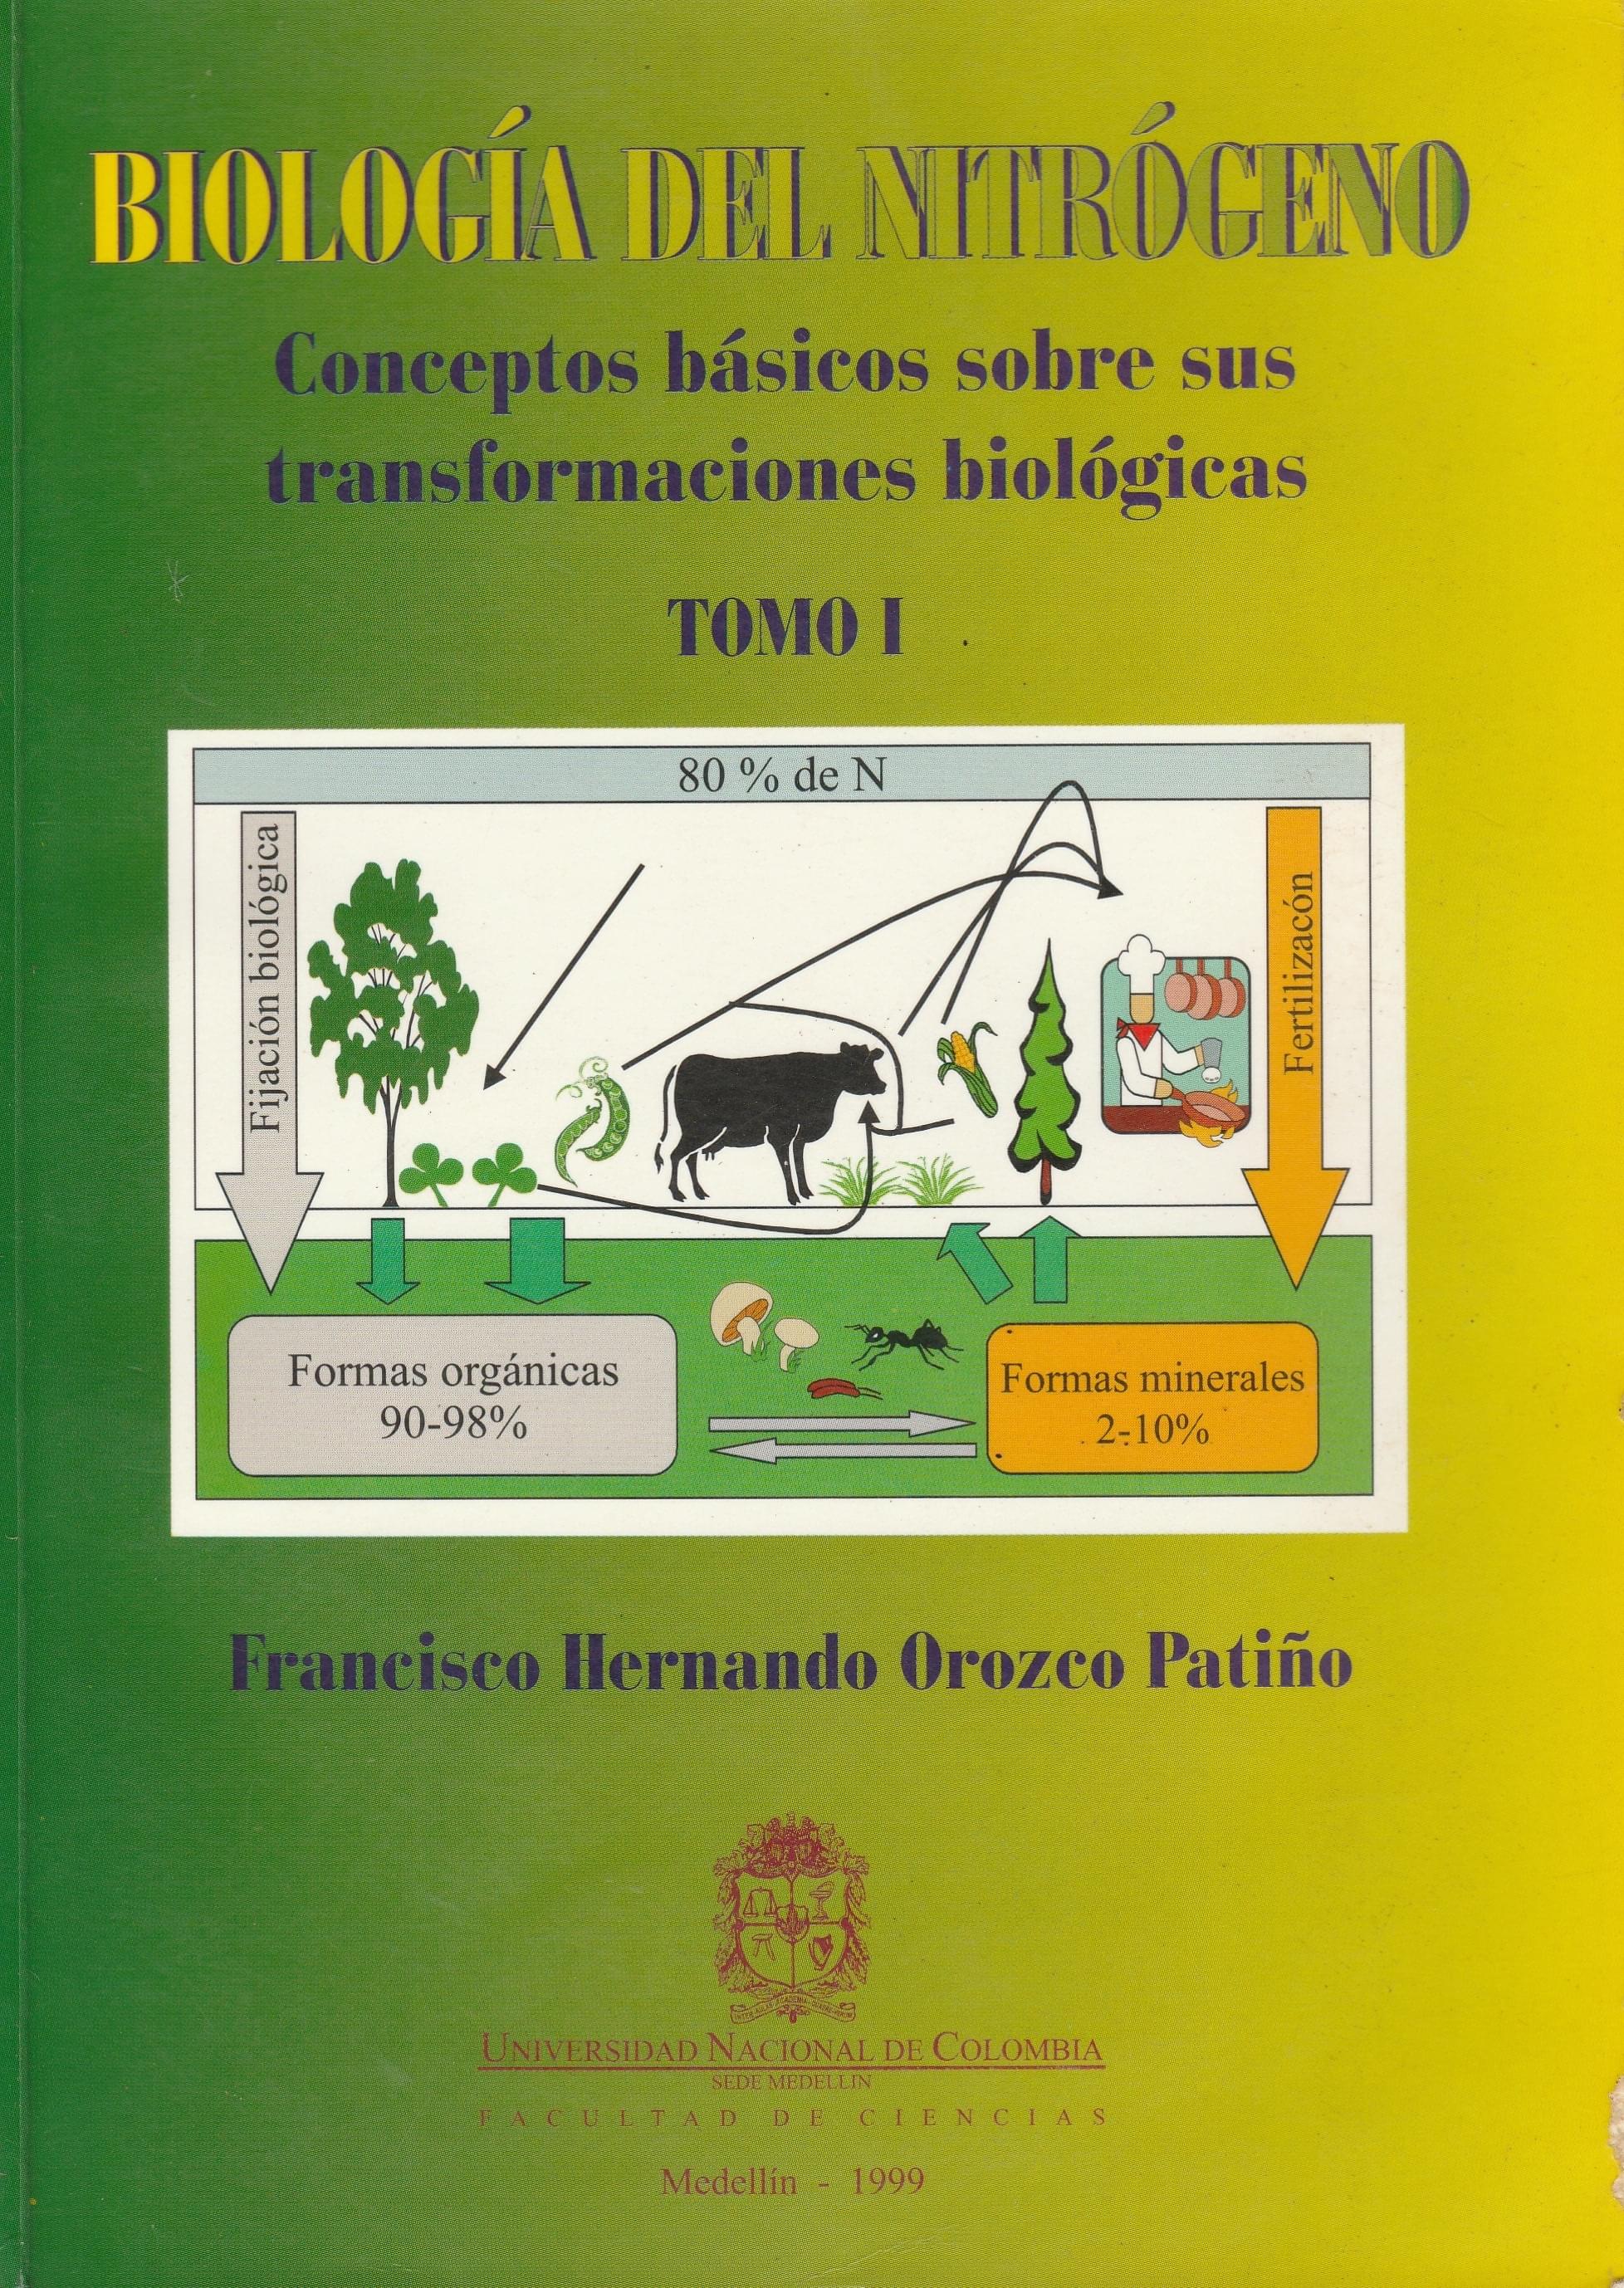 BIOLOGÍA DEL NITRÓGENO
Conceptos básicos sobre sus
transformaciones biológicas
TOMO I
80 % de N
Fijación biológica
Fertilizacón
Formas orgánicas
90-98%
Formas minerales
2-10%
Francisco Hernando Orozco Patiño
UNIVERSIDAD NACIONAL DE COLOMBIA
SEDE MEDELLIN
FACULTAD DE CIENCIAS
Medellín - 1999